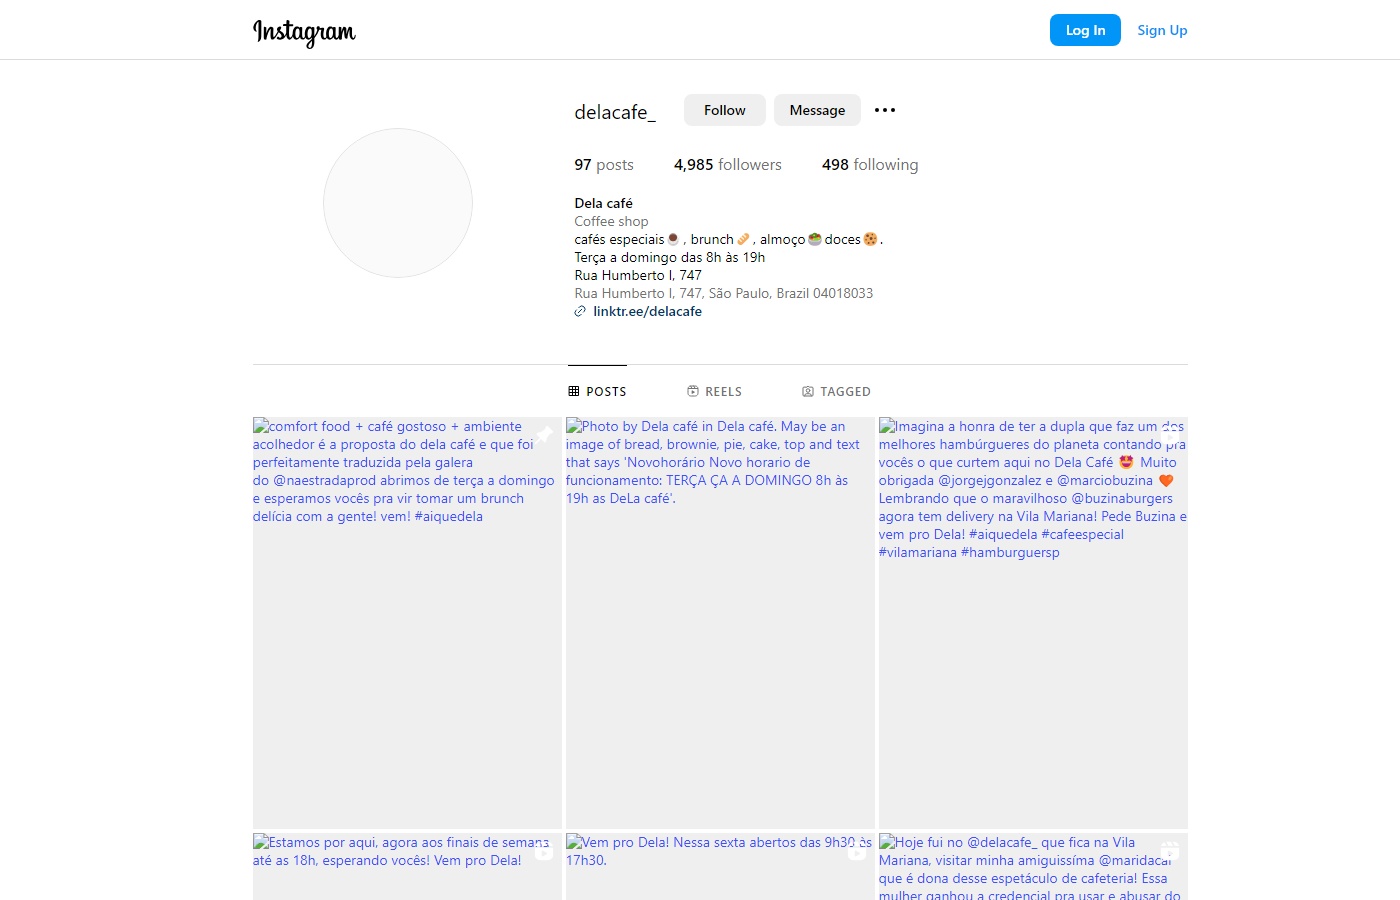 Instagram
Log In
Sign Up
delacafe_
Follow
Message
97 posts
4,985 followers
498 following
Dela café
Coffee shop
cafés especiais☕, brunch🥖, almoço🥗doces🍪.
Terça a domingo das 8h às 19h
Rua Humberto I, 747
Rua Humberto I, 747, São Paulo, Brazil 04018033
linktr.ee/delacafe
POSTS
REELS
TAGGED
comfort food + café gostoso + ambiente
acolhedor é a proposta do dela café e que foi
perfeitamente traduzida pela galera
do @naestradaprod abrimos de terça a domingo
e esperamos vocês pra vir tomar um brunch
delícia com a gente! vem! #aiquedela
Photo by Dela café in Dela café. May be an
image of bread, brownie, pie, cake, top and text
that says 'Novohorário Novo horario de
funcionamento: TERÇA ÇA A DOMINGO 8h às
19h as DeLa café'.
Imagina a honra de ter a dupla que faz um dos
melhores hambúrgueres do planeta contando pra
vocês o que curtem aqui no Dela Café 🤩 Muito
obrigada @jorgejgonzalez e @marciobuzina 🧡
Lembrando que o maravilhoso @buzinaburgers
agora tem delivery na Vila Mariana! Pede Buzina e
vem pro Dela! #aiquedela #cafeespecial
#vilamariana #hamburguersp
Estamos por aqui, agora aos finais de semana
até as 18h, esperando vocês! Vem pro Dela!
Vem pro Dela! Nessa sexta abertos das 9h30 às
17h30.
Hoje fui no @delacafe_ que fica na Vila
Mariana, visitar minha amiguissíma @maridacal
que é dona desse espetáculo de cafeteria! Essa
mulher ganhou a credencial pra usar e abusar do